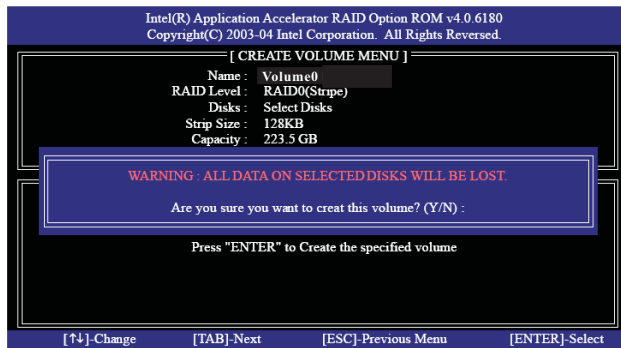 Intel(R) Application Accelerator RAID Option ROM v4.0.6180
Copyright(C) 2003-04 Intel Corporation. All Rights Reversed.
[ CREATE VOLUME MENU ]
Name : Volume0
RAID Level : RAID0(Stripe)
Disks : Select Disks
Strip Size : 128KB
Capacity : 223.5 GB
WARNING : ALL DATA ON SELECTED DISKS WILL BE LOST.
Are you sure you want to creat this volume? (Y/N) :
Press "ENTER" to Create the specified volume
[↑↓]-Change [TAB]-Next [ESC]-Previous Menu [ENTER]-Select